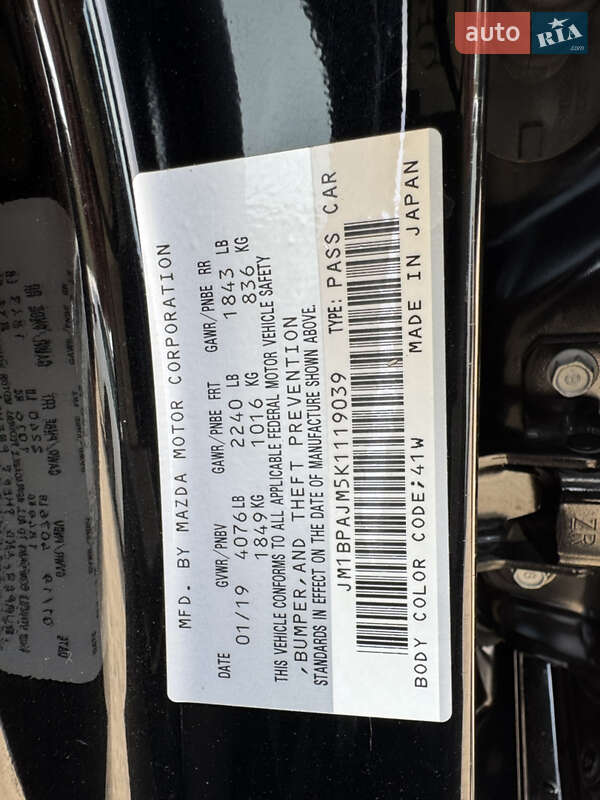 auto RIA
.com
MFD. BY MAZDA MOTOR CORPORATION
DATE GVWR/PNBV GAWR/PNBE FRT GAWR/PNBE RR
01/19 4076LB 2240 LB 1843 LB
1849KG 1016 KG 836 KG
THIS VEHICLE CONFORMS TO ALL APPLICABLE FEDERAL MOTOR VEHICLE SAFETY
,BUMPER,AND THEFT PREVENTION
STANDARDS IN EFFECT ON THE DATE OF MANUFACTURE SHOWN ABOVE.
JM1BPAJM5K1119039 TYPE: PASS CAR
BODY COLOR CODE;41W MADE IN JAPAN